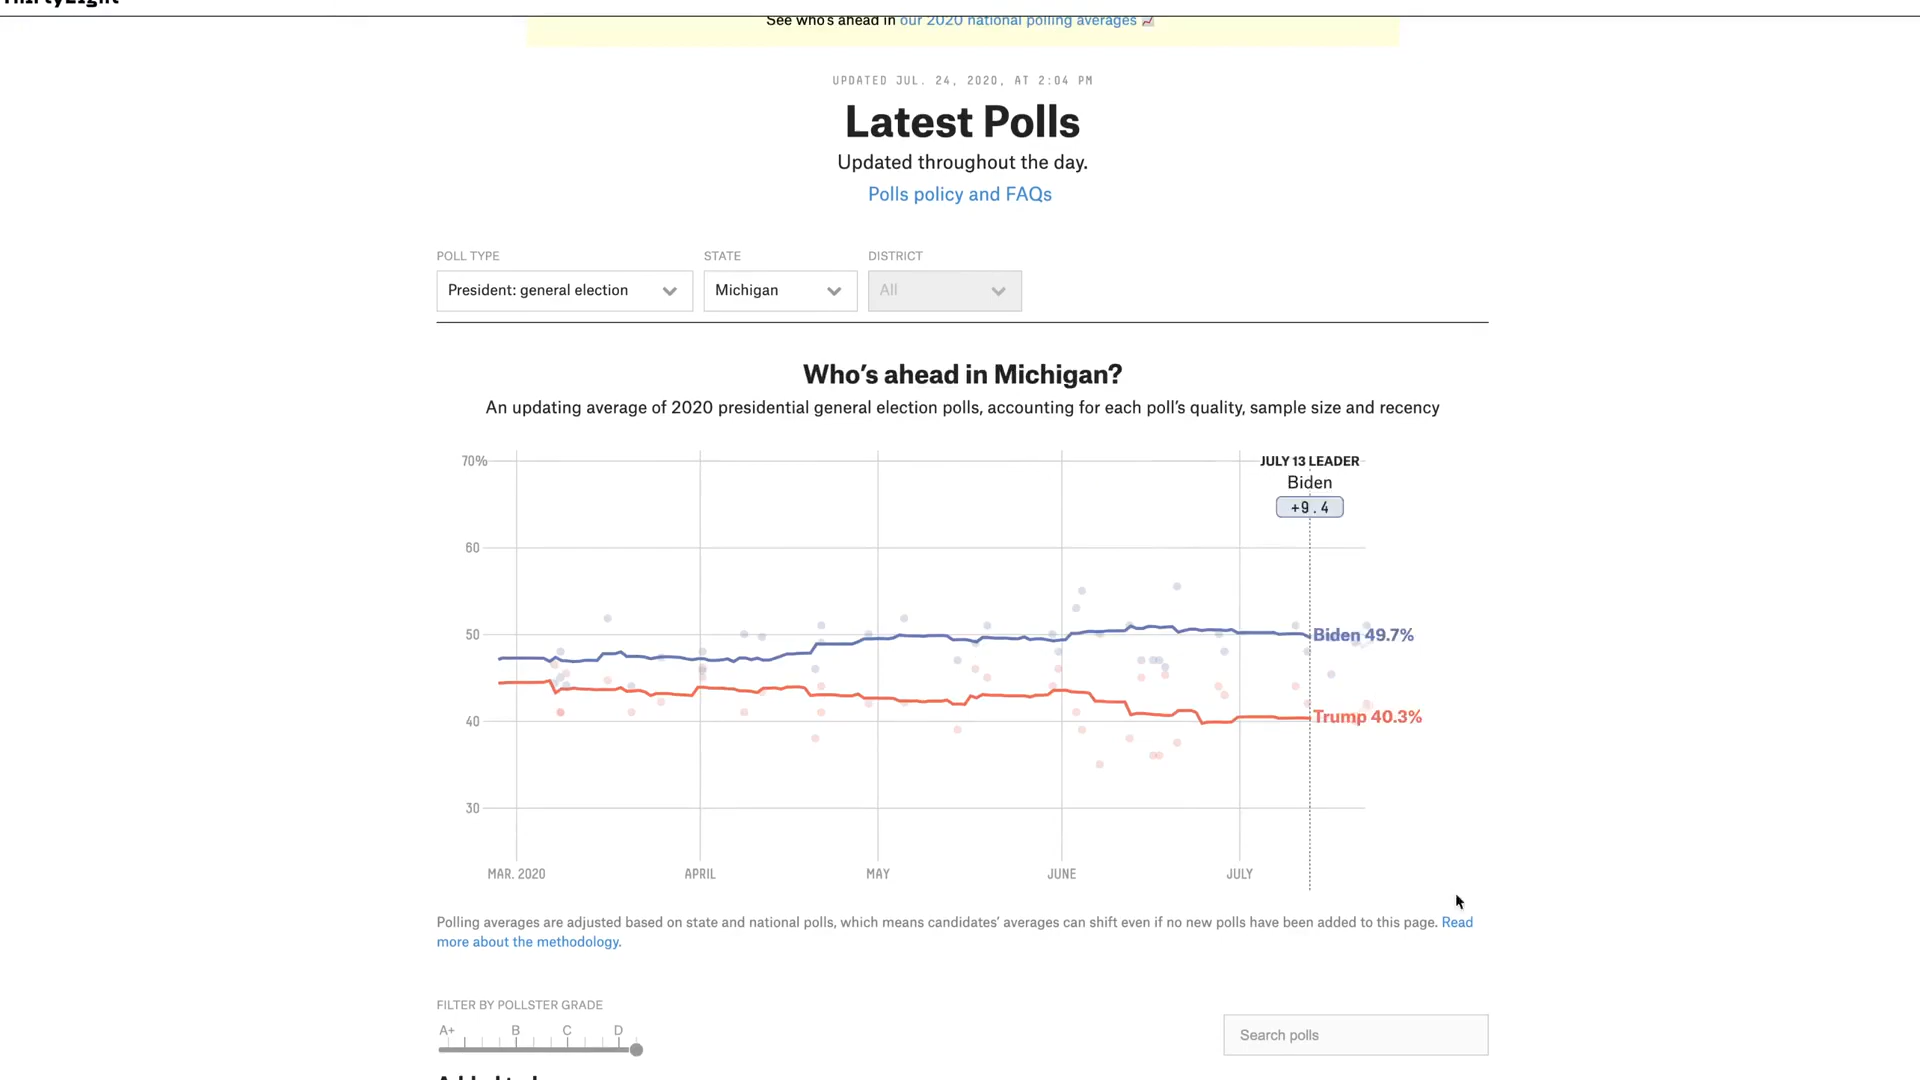 ThirtyEight
See who's ahead in our 2020 national polling averages
UPDATED JUL. 24, 2020, AT 2:04 PM
Latest Polls
Updated throughout the day.
Polls policy and FAQs
POLL TYPE
STATE
DISTRICT
President: general election
Michigan
All
Who's ahead in Michigan?
An updating average of 2020 presidential general election polls, accounting for each poll's quality, sample size and recency
70%
JULY 13 LEADER
Biden
+9.4
60
50
Biden 49.7%
Trump 40.3%
40
30
MAR. 2020
APRIL
MAY
JUNE
JULY
Polling averages are adjusted based on state and national polls, which means candidates' averages can shift even if no new polls have been added to this page. Read
more about the methodology.
FILTER BY POLLSTER GRADE
A+
B
C
D
Search polls